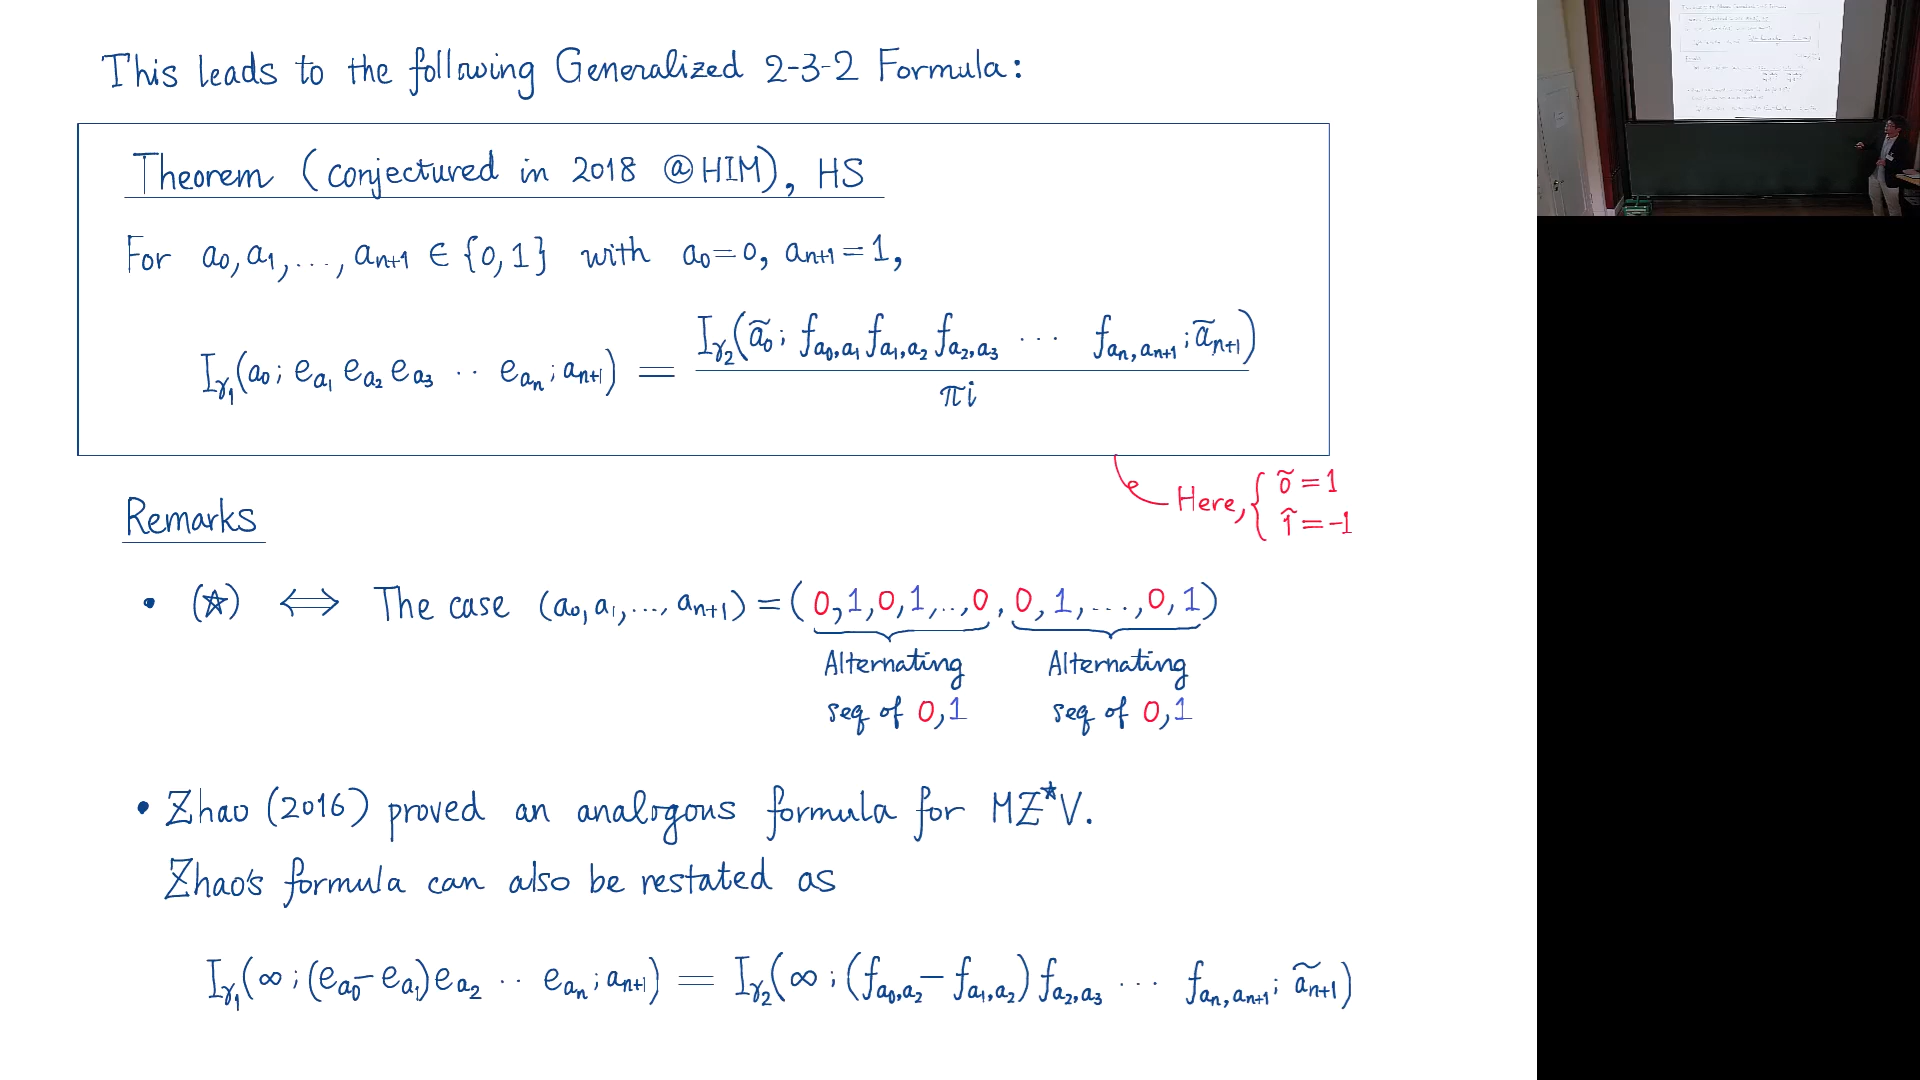 This leads to the following Generalized 2-3-2 Formula:
Theorem (conjectured in 2018 @HIM), HS
For a₀, a₁, ..., aₙ₊₁ ∈ {0, 1} with a₀=0, aₙ₊₁=1,
I_γ₁(a₀; e_a₁ e_a₂ e_a₃ ·· e_aₙ; aₙ₊₁) = I_γ₂(ã₀; f_a₀,a₁ f_a₁,a₂ f_a₂,a₃ ··· f_aₙ,aₙ₊₁; ãₙ₊₁) / πi
Here, { 0̃ = 1
1̃ = -1
Remarks
• (☆) ⟺ The case (a₀, a₁, ..., aₙ₊₁) = (0,1,0,1,..,0, 0,1,...,0,1)
Alternating seq of 0,1
Alternating seq of 0,1
• Zhao (2016) proved an analogous formula for MZ*V.
Zhao's formula can also be restated as
I_γ₁(∞; (e_a₀ - e_a₁) e_a₂ ·· e_aₙ; aₙ₊₁) = I_γ₂(∞; (f_a₀,a₂ - f_a₁,a₂) f_a₂,a₃ ··· f_aₙ,aₙ₊₁; ãₙ₊₁)